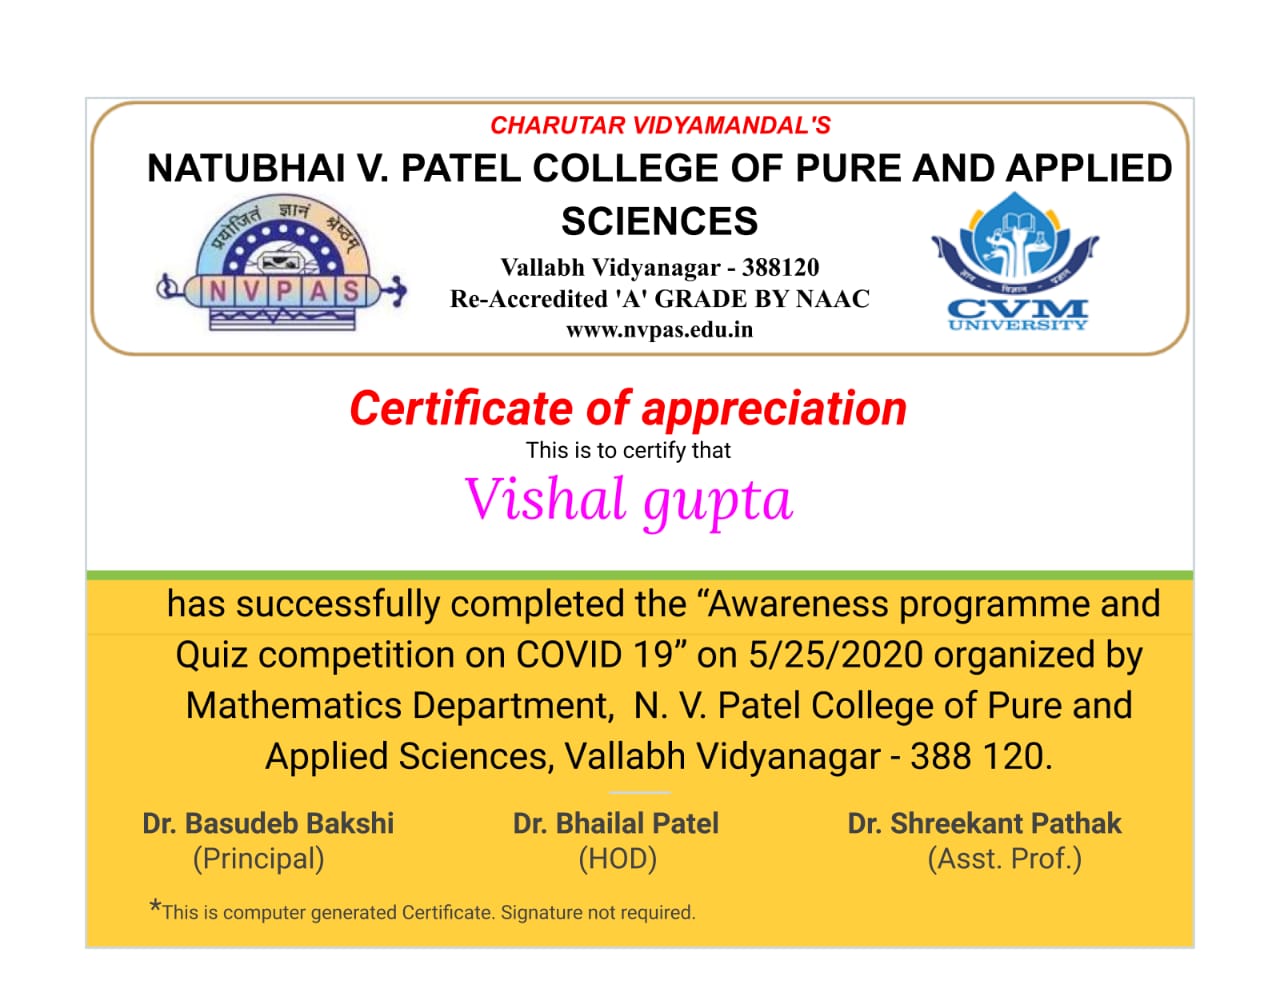 CHARUTAR VIDYAMANDAL'S
NATUBHAI V. PATEL COLLEGE OF PURE AND APPLIED
SCIENCES
Vallabh Vidyanagar - 388120
Re-Accredited 'A' GRADE BY NAAC
www.nvpas.edu.in
प्रयोजितं ज्ञानं श्रेष्ठम्
NVPAS
ज्ञान - विज्ञान - प्रज्ञान
CVM
UNIVERSITY
Certificate of appreciation
This is to certify that
Vishal gupta
has successfully completed the “Awareness programme and
Quiz competition on COVID 19” on 5/25/2020 organized by
Mathematics Department,  N. V. Patel College of Pure and
Applied Sciences, Vallabh Vidyanagar - 388 120.
Dr. Basudeb Bakshi
(Principal)
Dr. Bhailal Patel
(HOD)
Dr. Shreekant Pathak
(Asst. Prof.)
*This is computer generated Certificate. Signature not required.